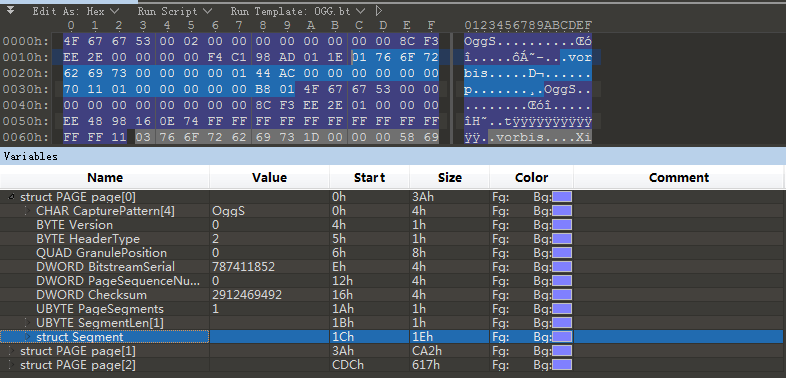 Edit As: Hex Run Script Run Template: OGG.bt
0 1 2 3 4 5 6 7 8 9 A B C D E F 0123456789ABCDEF
0000h: 4F 67 67 53 00 02 00 00 00 00 00 00 00 00 8C F3 OggS..........Œó
0010h: EE 2E 00 00 00 00 F4 C1 98 AD 01 1E 01 76 6F 72 î.....ôÁ˜­...vor
0020h: 62 69 73 00 00 00 00 01 44 AC 00 00 00 00 00 00 bis.....D¬......
0030h: 70 11 01 00 00 00 00 00 B8 01 4F 67 67 53 00 00 p.......¸.OggS..
0040h: 00 00 00 00 00 00 00 00 8C F3 EE 2E 01 00 00 00 ........Œóî.....
0050h: EE 48 98 16 0E 74 FF FF FF FF FF FF FF FF FF FF îH˜..tÿÿÿÿÿÿÿÿÿÿ
0060h: FF FF 11 03 76 6F 72 62 69 73 1D 00 00 00 58 69 ÿÿ..vorbis....Xi
Variables
Name Value Start Size Color Comment
struct PAGE page[0] 0h 3Ah Fg: Bg:
CHAR CapturePattern[4] OggS 0h 4h Fg: Bg:
BYTE Version 0 4h 1h Fg: Bg:
BYTE HeaderType 2 5h 1h Fg: Bg:
QUAD GranulePosition 0 6h 8h Fg: Bg:
DWORD BitstreamSerial 787411852 Eh 4h Fg: Bg:
DWORD PageSequenceNu... 0 12h 4h Fg: Bg:
DWORD Checksum 2912469492 16h 4h Fg: Bg:
UBYTE PageSegments 1 1Ah 1h Fg: Bg:
UBYTE SegmentLen[1] 1Bh 1h Fg: Bg:
struct Segment 1Ch 1Eh Fg: Bg:
struct PAGE page[1] 3Ah CA2h Fg: Bg:
struct PAGE page[2] CDCh 617h Fg: Bg: